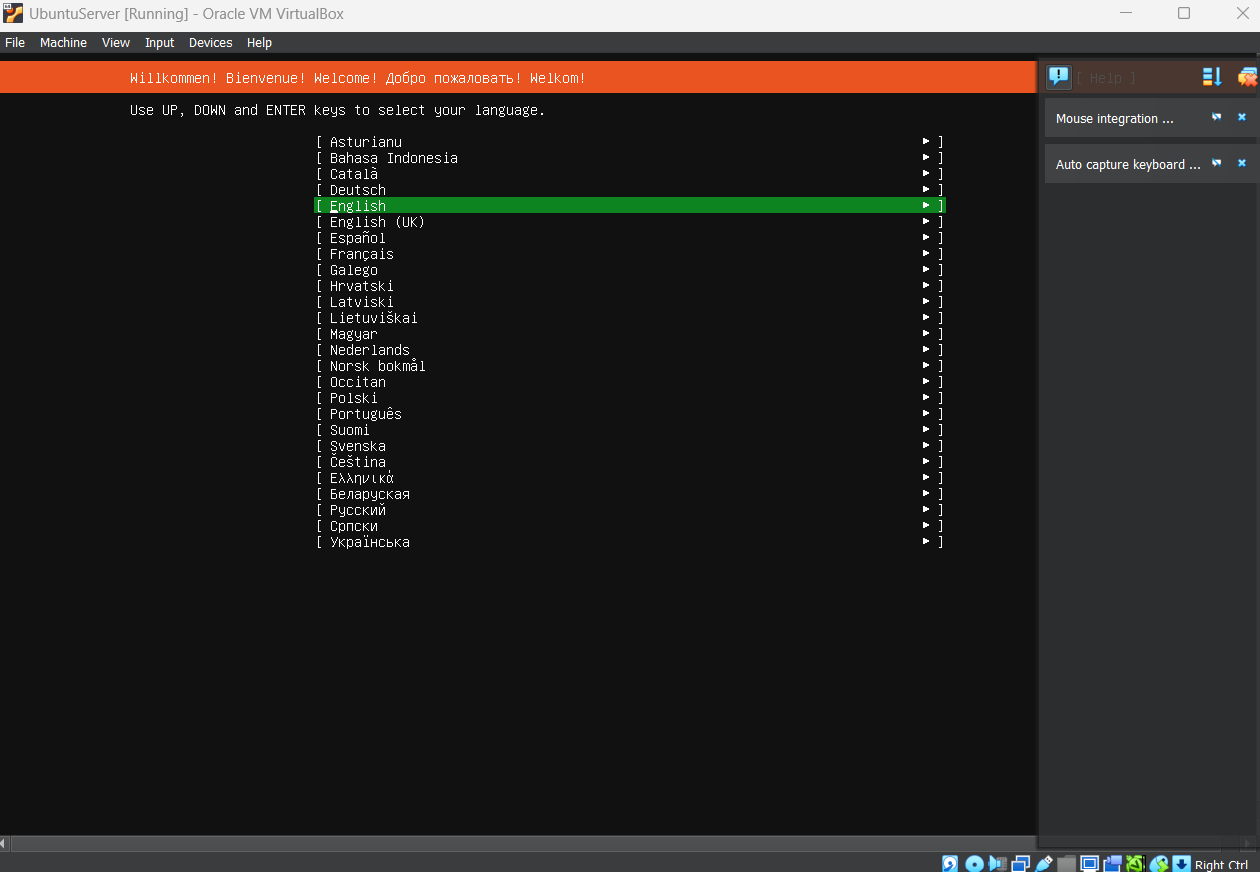 UbuntuServer [Running] - Oracle VM VirtualBox
File Machine View Input Devices Help
Willkommen! Bienvenue! Welcome! Добро пожаловать! Welkom!
[ Help ]
Use UP, DOWN and ENTER keys to select your language.
Mouse integration ...
Auto capture keyboard ...
[ Asturianu ▸ ]
[ Bahasa Indonesia ▸ ]
[ Català ▸ ]
[ Deutsch ▸ ]
[ English ▸ ]
[ English (UK) ▸ ]
[ Español ▸ ]
[ Français ▸ ]
[ Galego ▸ ]
[ Hrvatski ▸ ]
[ Latviski ▸ ]
[ Lietuviškai ▸ ]
[ Magyar ▸ ]
[ Nederlands ▸ ]
[ Norsk bokmål ▸ ]
[ Occitan ▸ ]
[ Polski ▸ ]
[ Português ▸ ]
[ Suomi ▸ ]
[ Svenska ▸ ]
[ Čeština ▸ ]
[ Ελληνικά ▸ ]
[ Беларуская ▸ ]
[ Русский ▸ ]
[ Српски ▸ ]
[ Українська ▸ ]
Right Ctrl